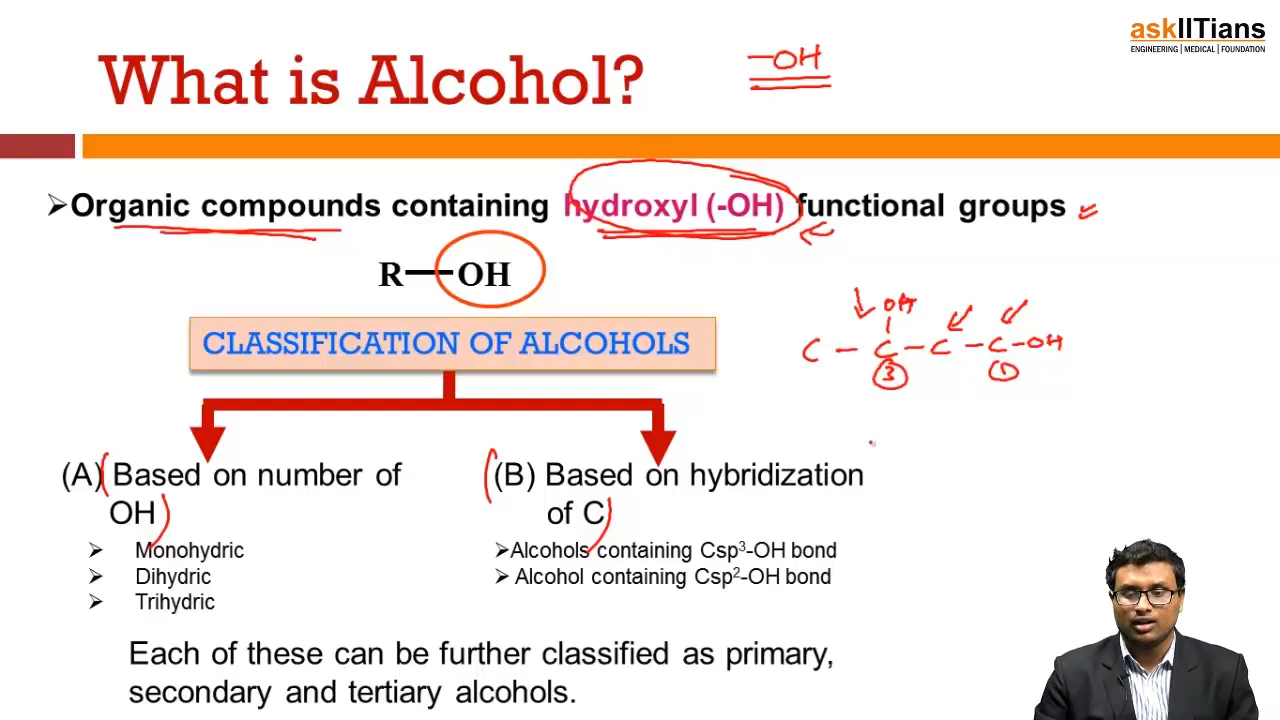 askIITians
ENGINEERING | MEDICAL | FOUNDATION
What is Alcohol?
-OH
➢Organic compounds containing hydroxyl (-OH) functional groups
R—OH
OH
C - C - C - C - OH
3 1
CLASSIFICATION OF ALCOHOLS
(A) Based on number of
OH
➢ Monohydric
➢ Dihydric
➢ Trihydric
(B) Based on hybridization
of C
➢Alcohols containing Csp³-OH bond
➢ Alcohol containing Csp²-OH bond
Each of these can be further classified as primary,
secondary and tertiary alcohols.